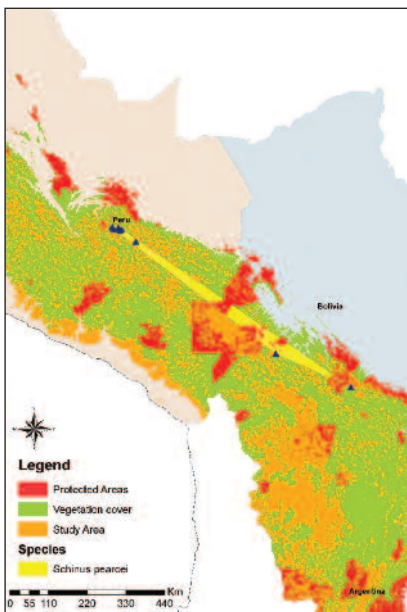 Peru
Bolivia
Legend
Protected Areas
Vegetation cover
Study Area
Species
Schinus pearcei
Km
0 55 110 220 330 440
Argentina